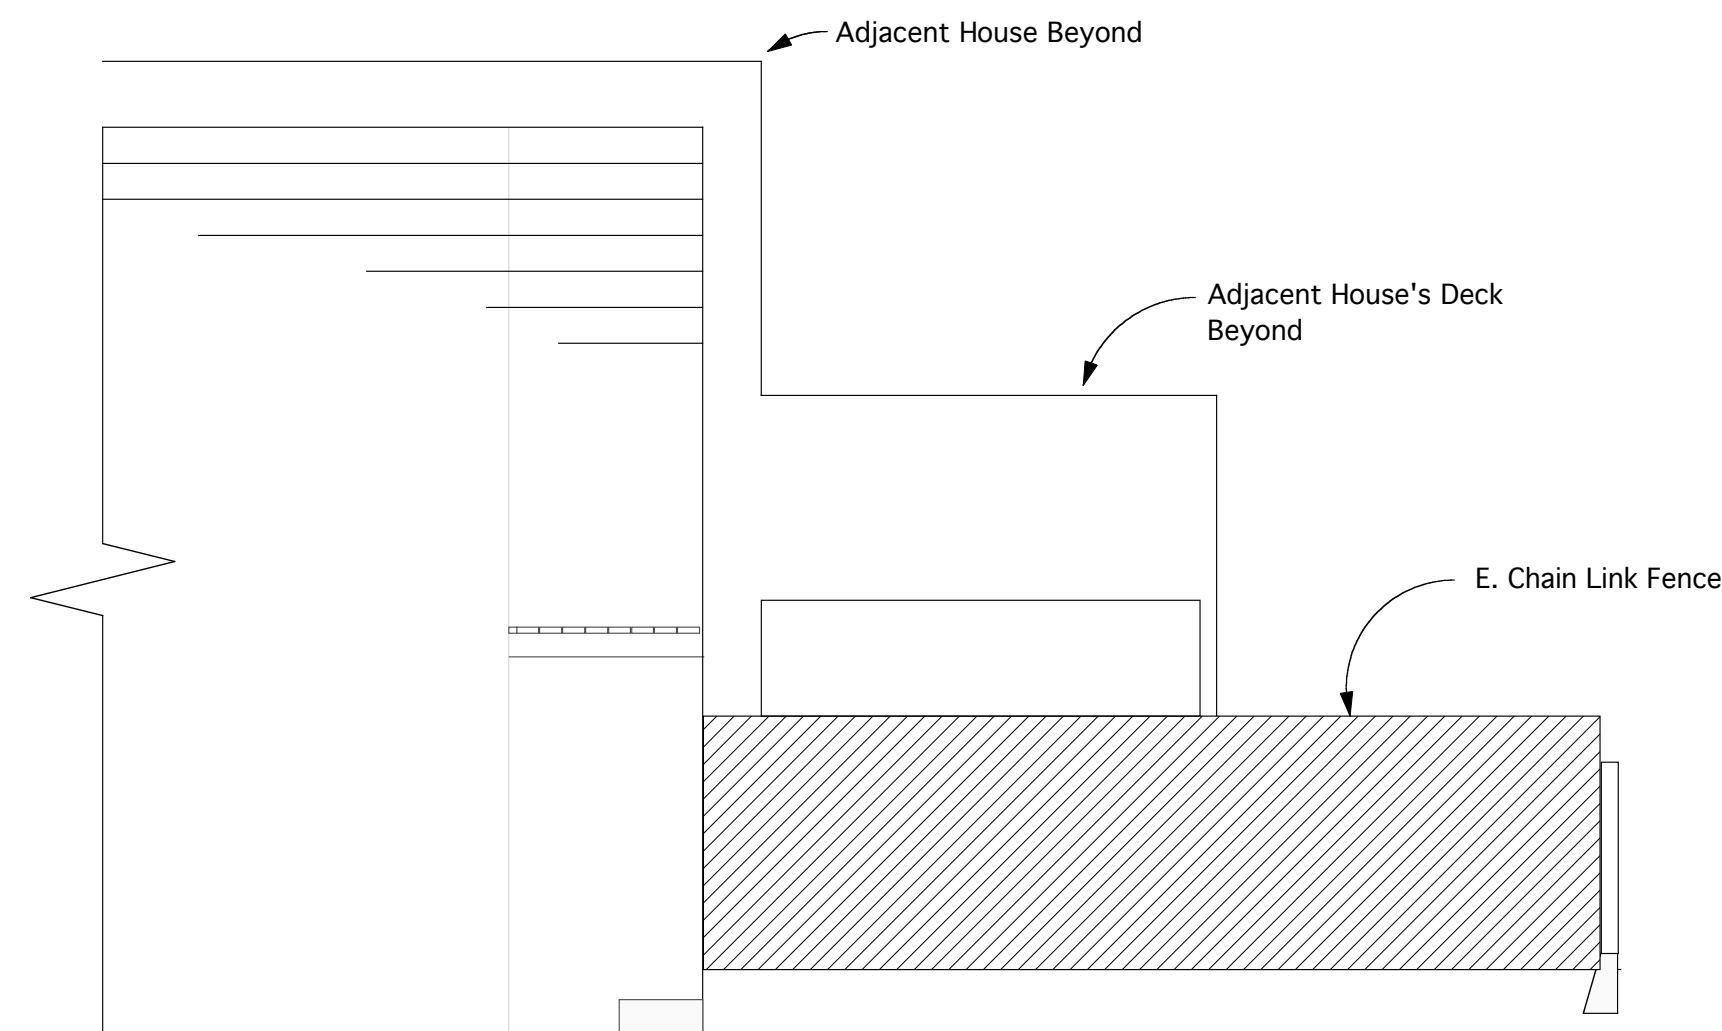 Adjacent House Beyond
Adjacent House's Deck
Beyond
E. Chain Link Fence